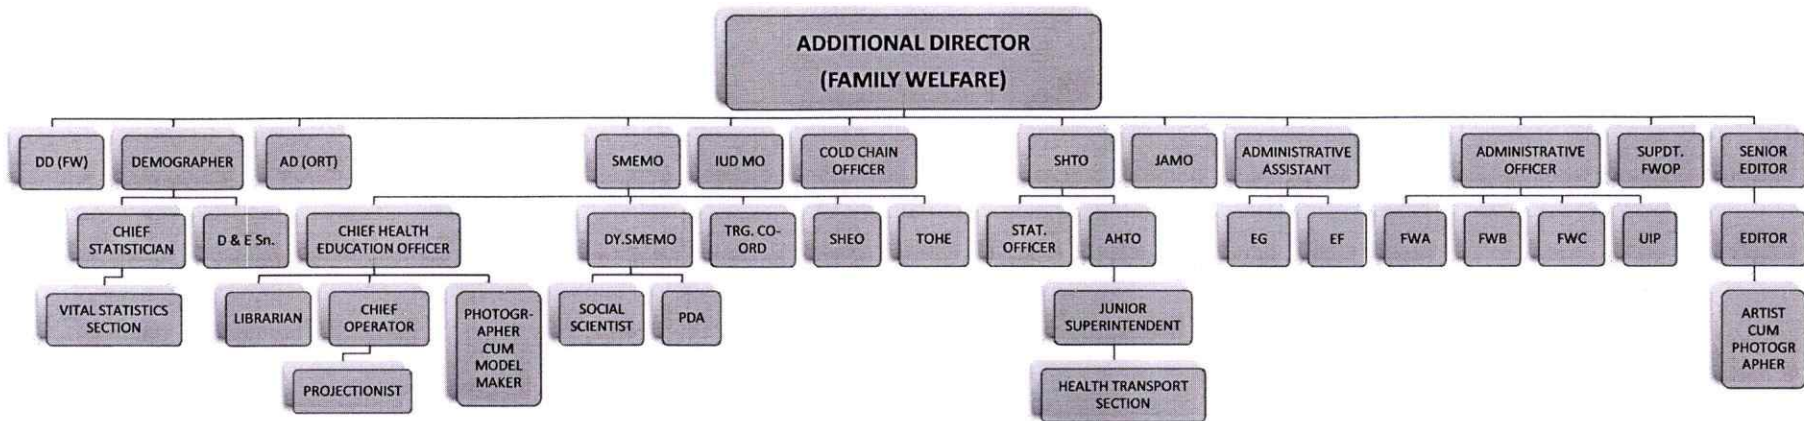 ADDITIONAL DIRECTOR
(FAMILY WELFARE)
DD (FW)
DEMOGRAPHER
AD (ORT)
SMEMO
IUD MO
COLD CHAIN
OFFICER
SHTO
JAMO
ADMINISTRATIVE
ASSISTANT
ADMINISTRATIVE
OFFICER
SUPDT.
FWOP
SENIOR
EDITOR
CHIEF
STATISTICIAN
D & E Sn.
CHIEF HEALTH
EDUCATION OFFICER
DY.SMEMO
TRG. CO-
ORD
SHEO
TOHE
STAT.
OFFICER
AHTO
EG
EF
FWA
FWB
FWC
UIP
EDITOR
VITAL STATISTICS
SECTION
LIBRARIAN
CHIEF
OPERATOR
PHOTOGR-
APHER
CUM
MODEL
MAKER
SOCIAL
SCIENTIST
PDA
JUNIOR
SUPERINTENDENT
ARTIST
CUM
PHOTOGR
APHER
PROJECTIONIST
HEALTH TRANSPORT
SECTION